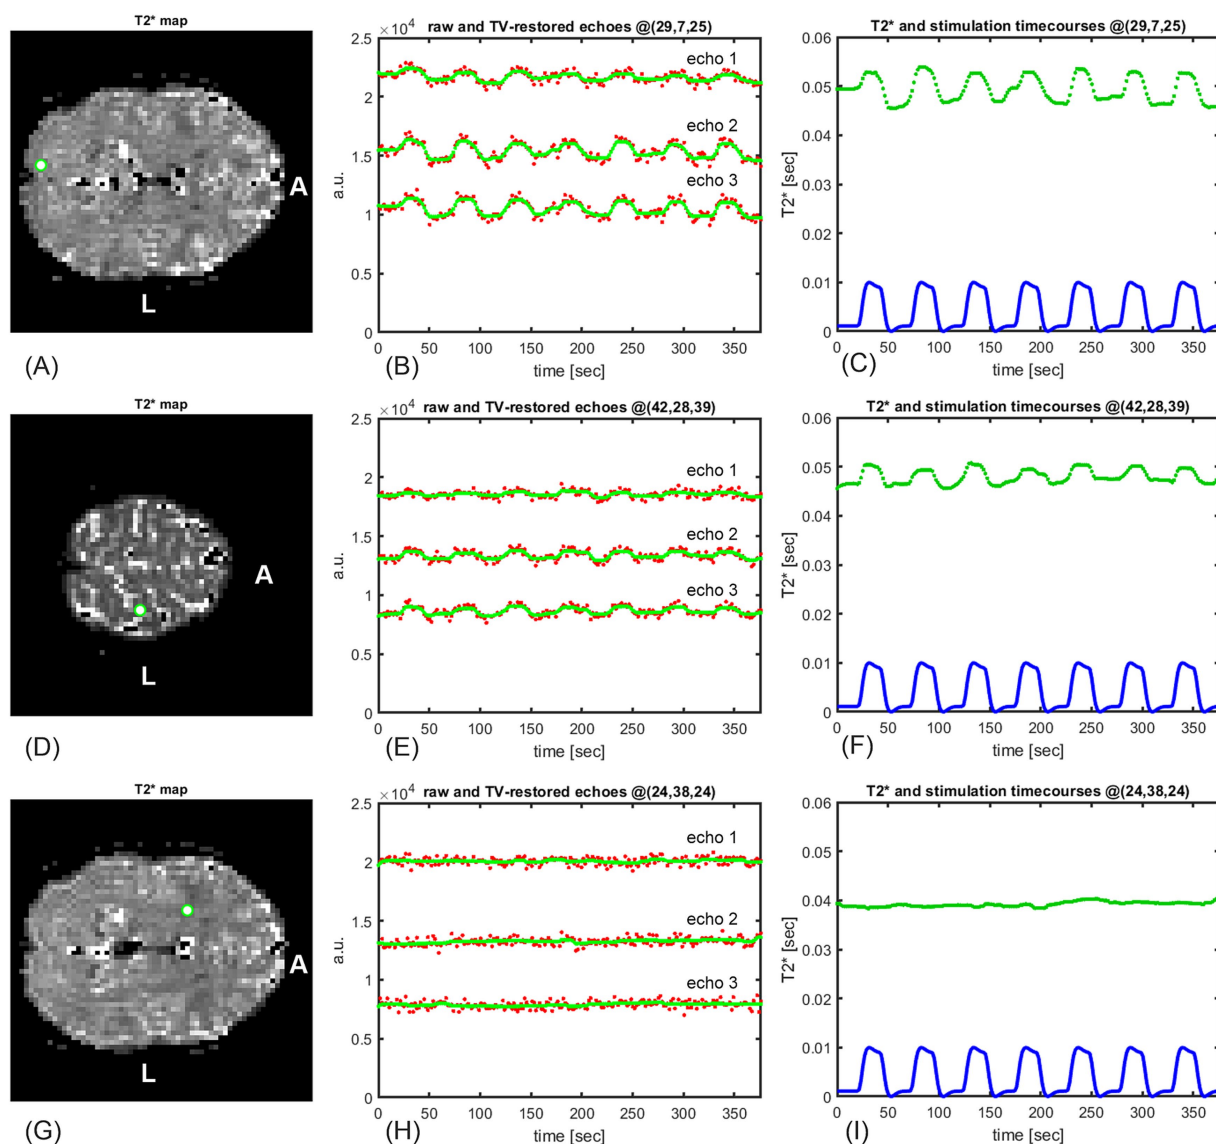 T2* map
A
L
(A)
raw and TV-restored echoes @(29,7,25)
×10⁴
2.5
2
1.5
1
0.5
0
a.u.
echo 1
echo 2
echo 3
0 50 100 150 200 250 300 350
time [sec]
(B)
T2* and stimulation timecourses @(29,7,25)
0.06
0.05
0.04
0.03
0.02
0.01
0
T2* [sec]
0 50 100 150 200 250 300 350
time [sec]
(C)
T2* map
A
L
(D)
raw and TV-restored echoes @(42,28,39)
×10⁴
2.5
2
1.5
1
0.5
0
a.u.
echo 1
echo 2
echo 3
0 50 100 150 200 250 300 350
time [sec]
(E)
T2* and stimulation timecourses @(42,28,39)
0.06
0.05
0.04
0.03
0.02
0.01
0
T2* [sec]
0 50 100 150 200 250 300 350
time [sec]
(F)
T2* map
A
L
(G)
raw and TV-restored echoes @(24,38,24)
×10⁴
2.5
2
1.5
1
0.5
0
a.u.
echo 1
echo 2
echo 3
0 50 100 150 200 250 300 350
time [sec]
(H)
T2* and stimulation timecourses @(24,38,24)
0.06
0.05
0.04
0.03
0.02
0.01
0
T2* [sec]
0 50 100 150 200 250 300 350
time [sec]
(I)